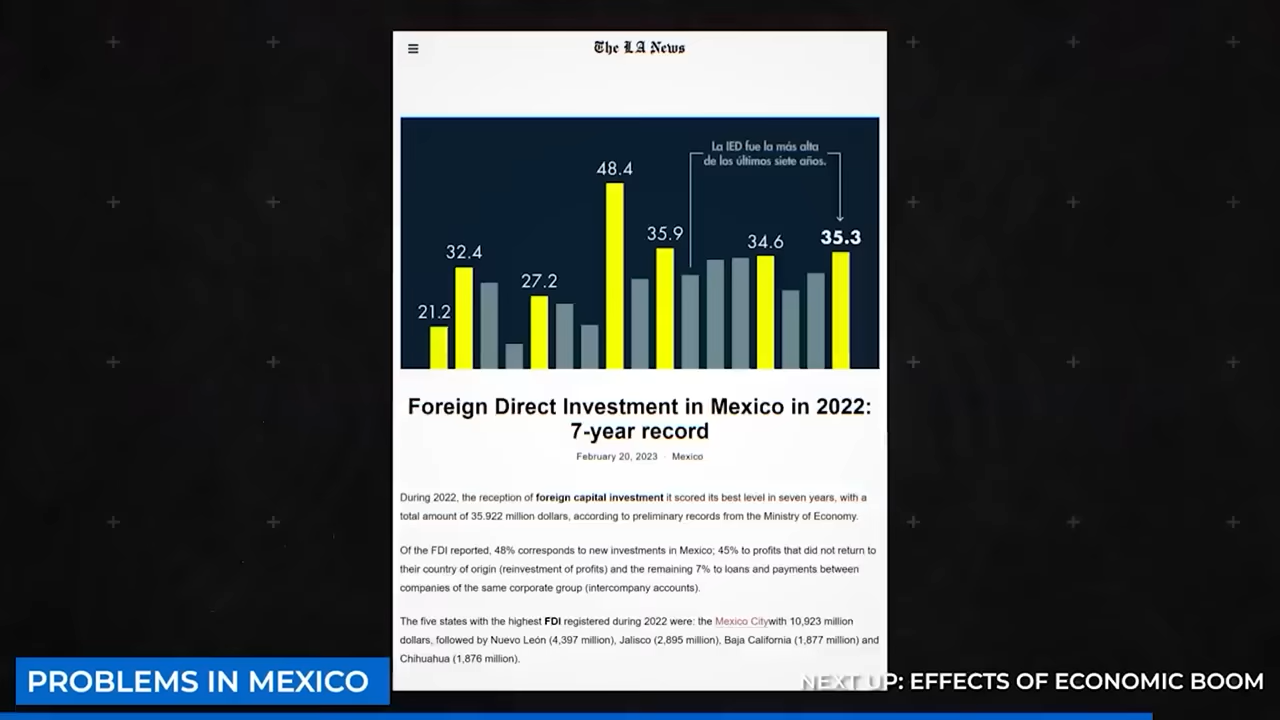 The LA News
La IED fue la más alta
de los últimos siete años.
48.4
35.9
34.6
35.3
32.4
27.2
21.2
Foreign Direct Investment in Mexico in 2022:
7-year record
February 20, 2023 · Mexico
During 2022, the reception of foreign capital investment it scored its best level in seven years, with a
total amount of 35.922 million dollars, according to preliminary records from the Ministry of Economy.
Of the FDI reported, 48% corresponds to new investments in Mexico; 45% to profits that did not return to
their country of origin (reinvestment of profits) and the remaining 7% to loans and payments between
companies of the same corporate group (intercompany accounts).
The five states with the highest FDI registered during 2022 were: the Mexico Citywith 10,923 million
dollars, followed by Nuevo León (4,397 million), Jalisco (2,895 million), Baja California (1,877 million) and
Chihuahua (1,876 million).
PROBLEMS IN MEXICO
NEXT UP: EFFECTS OF ECONOMIC BOOM